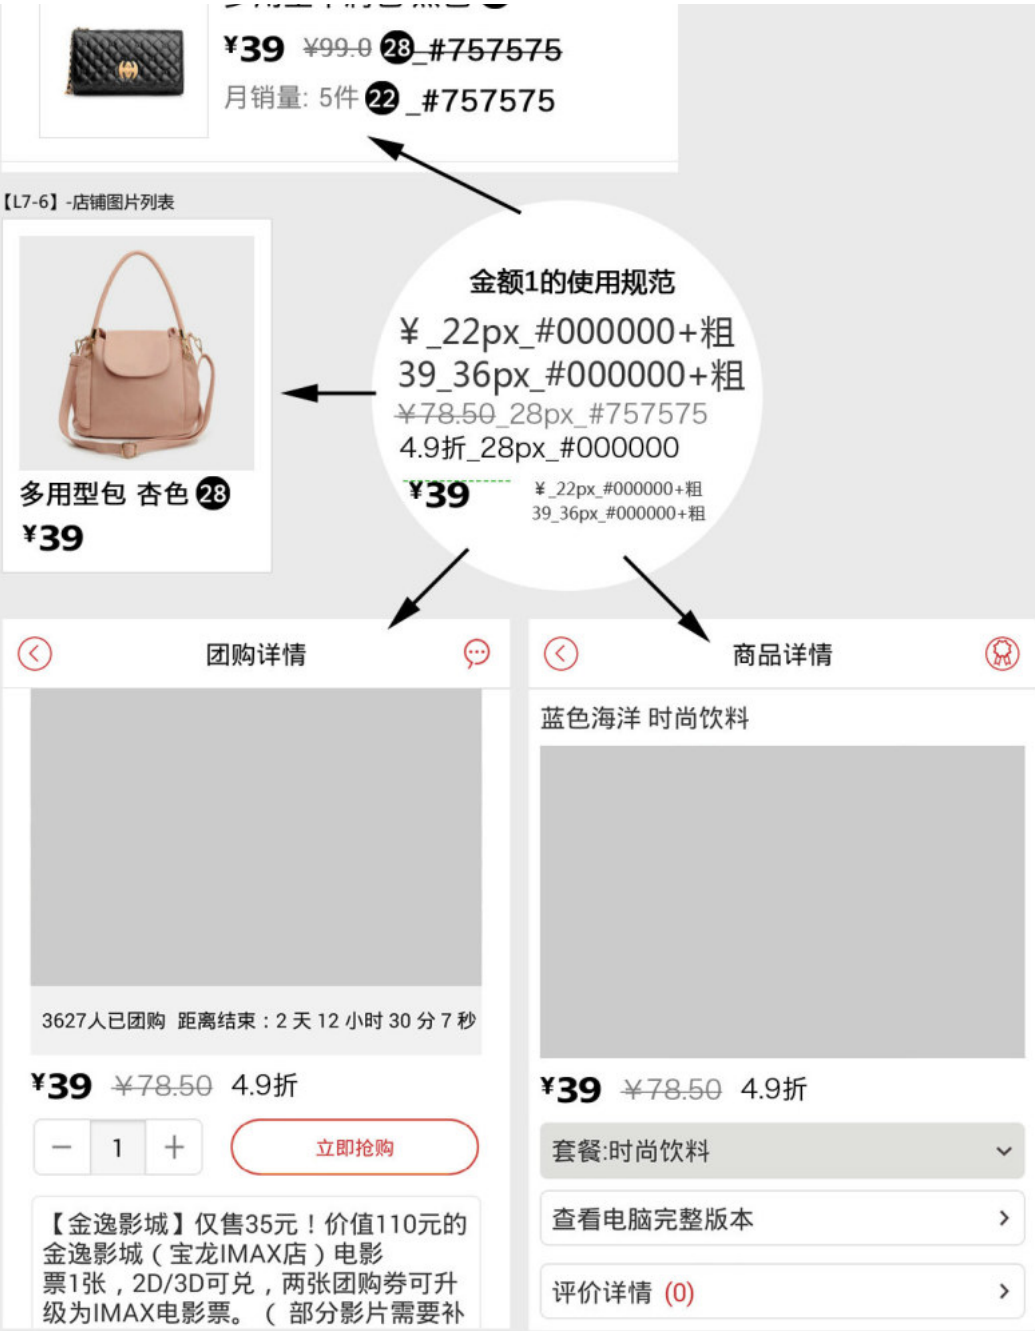 ¥39 ¥99.0 28_#757575
月销量: 5件 22_#757575
【L7-6】-店铺图片列表
多用型包 杏色 28
¥39
金额1的使用规范
¥_22px_#000000+粗
39_36px_#000000+粗
¥78.50_28px_#757575
4.9折_28px_#000000
¥39
¥_22px_#000000+粗
39_36px_#000000+粗
团购详情
3627人已团购 距离结束：2 天 12 小时 30 分 7 秒
¥39 ¥78.50 4.9折
− 1 +
立即抢购
【金逸影城】仅售35元！价值110元的
金逸影城（宝龙IMAX店）电影
票1张，2D/3D可兑，两张团购券可升
级为IMAX电影票。（ 部分影片需要补
商品详情
蓝色海洋 时尚饮料
¥39 ¥78.50 4.9折
套餐:时尚饮料
查看电脑完整版本
评价详情 (0)